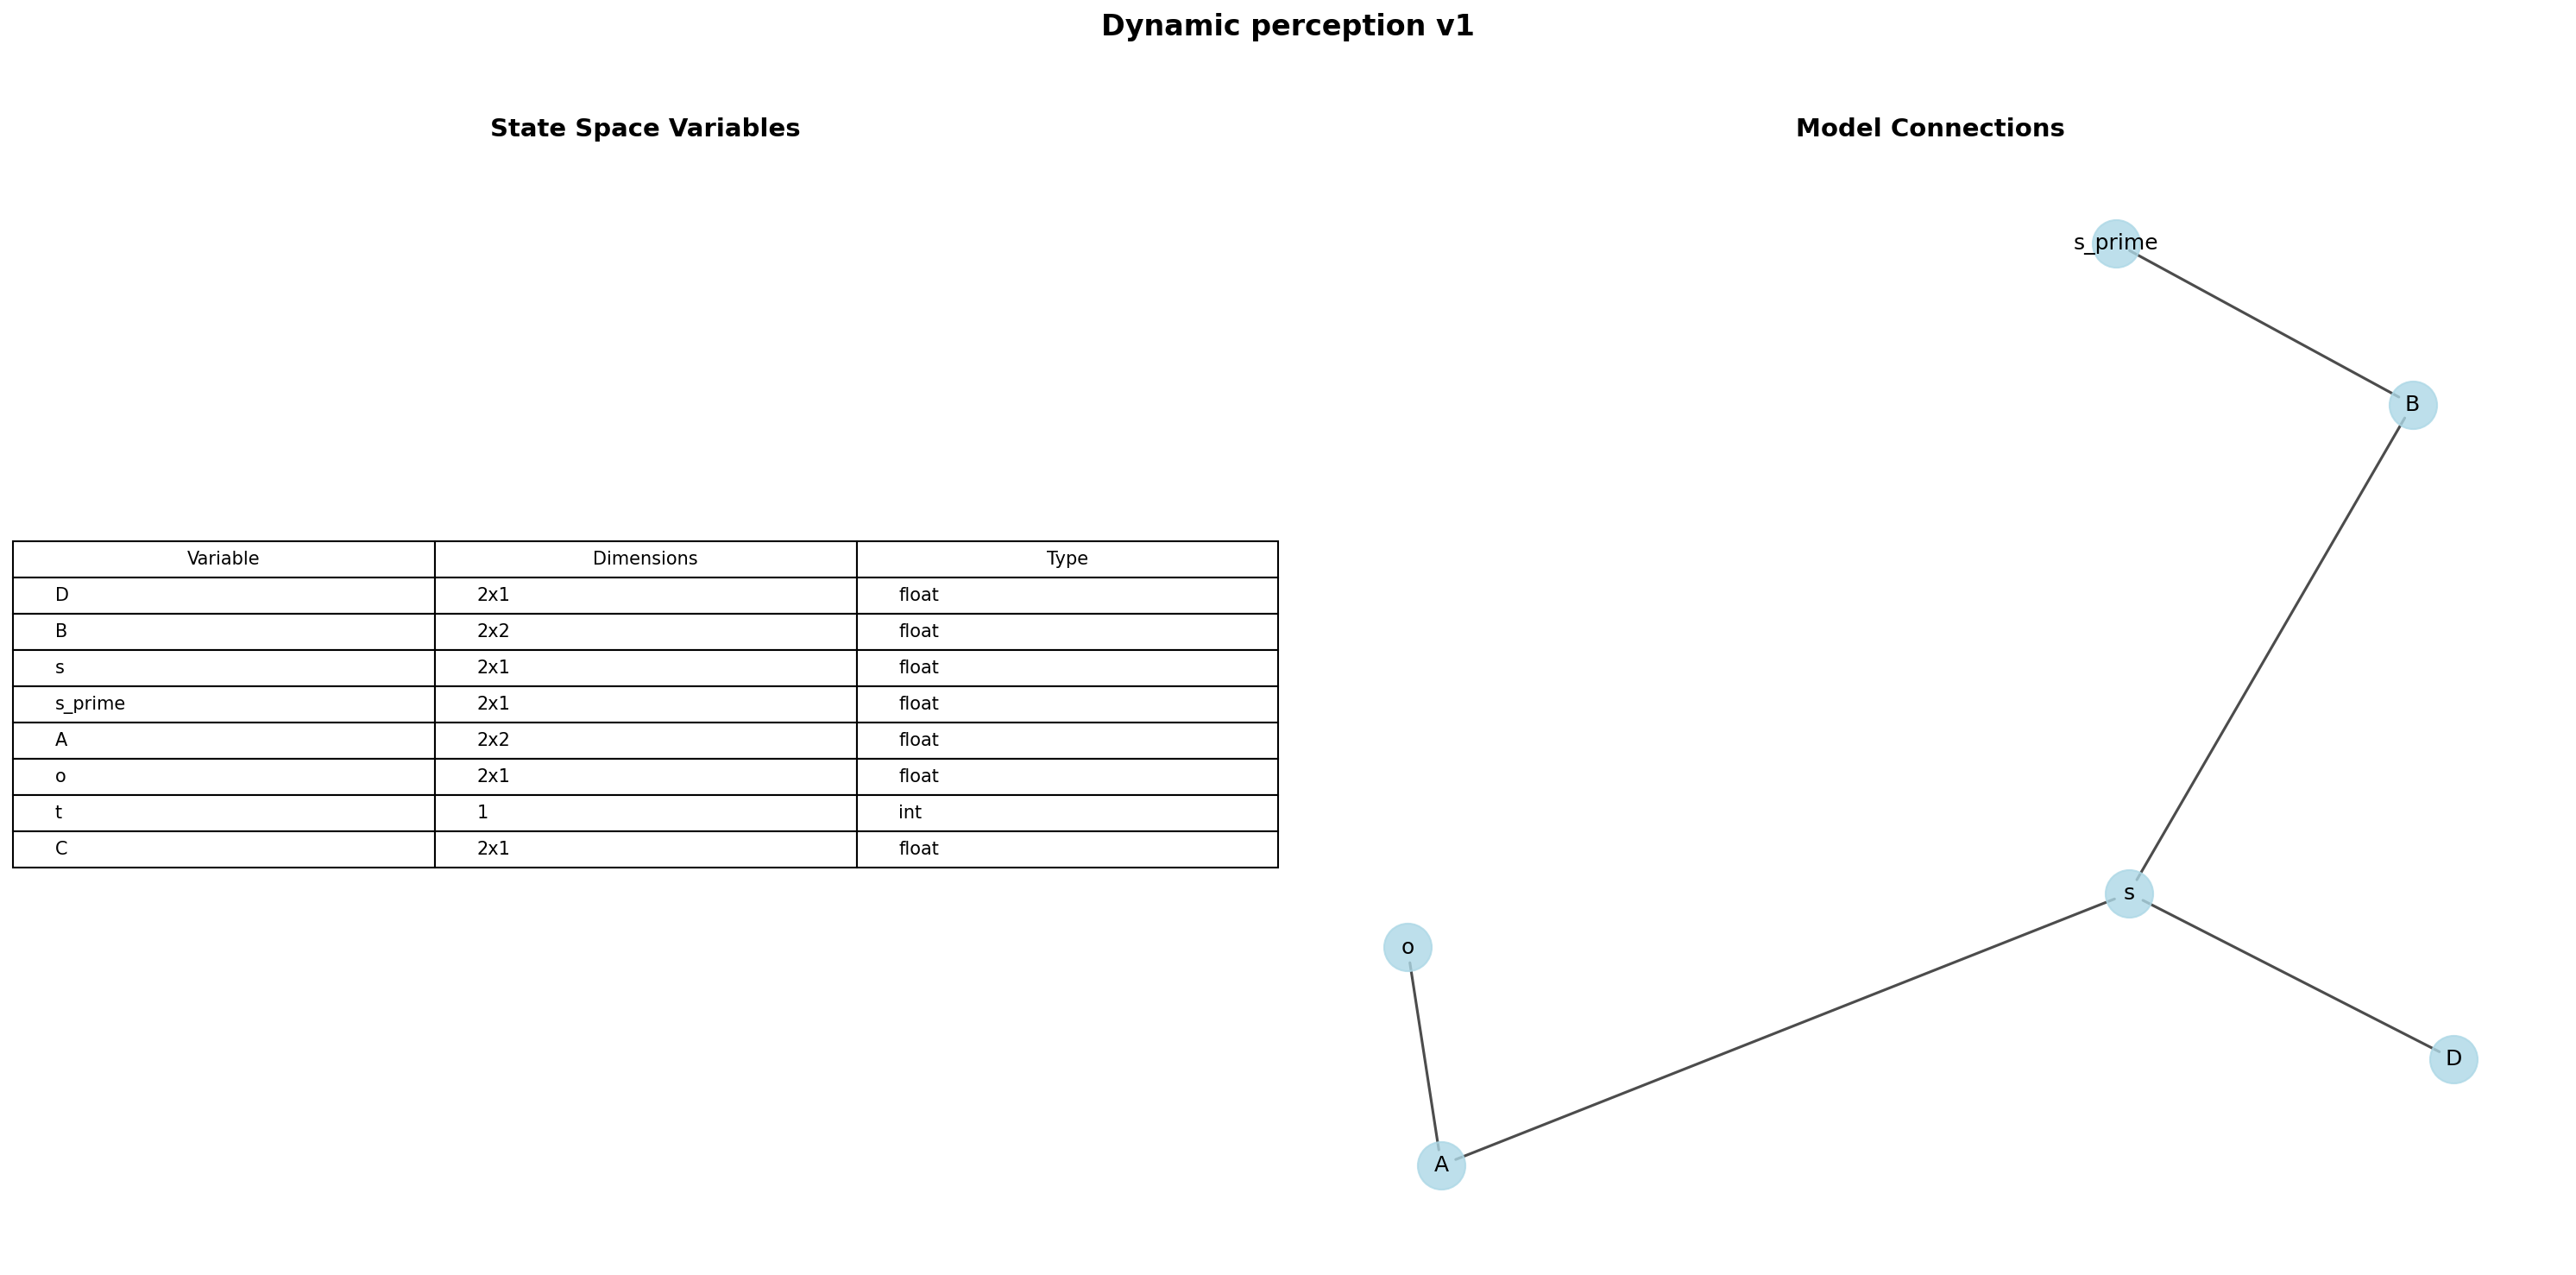 Dynamic perception v1
State Space Variables
Variable Dimensions Type
D 2x1 float
B 2x2 float
s 2x1 float
s_prime 2x1 float
A 2x2 float
o 2x1 float
t 1 int
C 2x1 float
Model Connections
s_prime
B
s
o
D
A